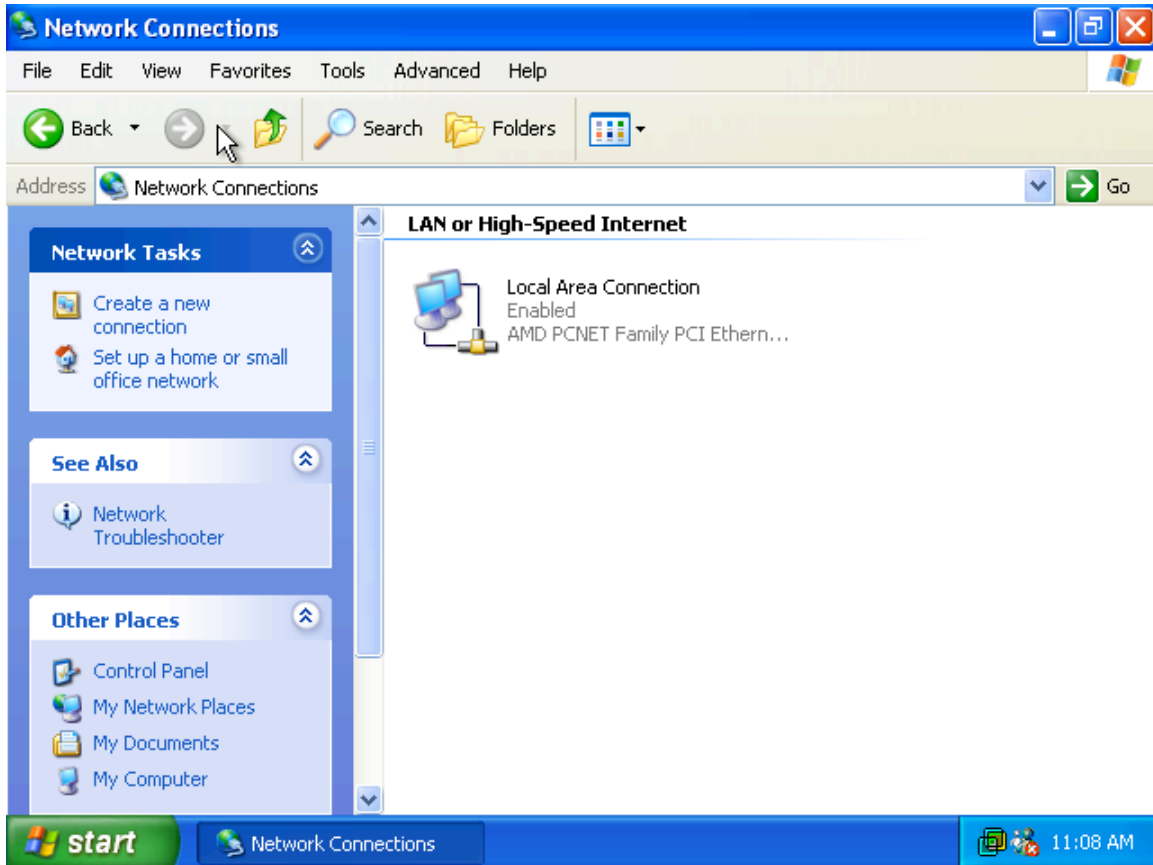 Network Connections
File Edit View Favorites Tools Advanced Help
Back Search Folders
Address Network Connections Go
Network Tasks
Create a new
connection
Set up a home or small
office network
See Also
Network
Troubleshooter
Other Places
Control Panel
My Network Places
My Documents
My Computer
LAN or High-Speed Internet
Local Area Connection
Enabled
AMD PCNET Family PCI Ethern...
start Network Connections 11:08 AM